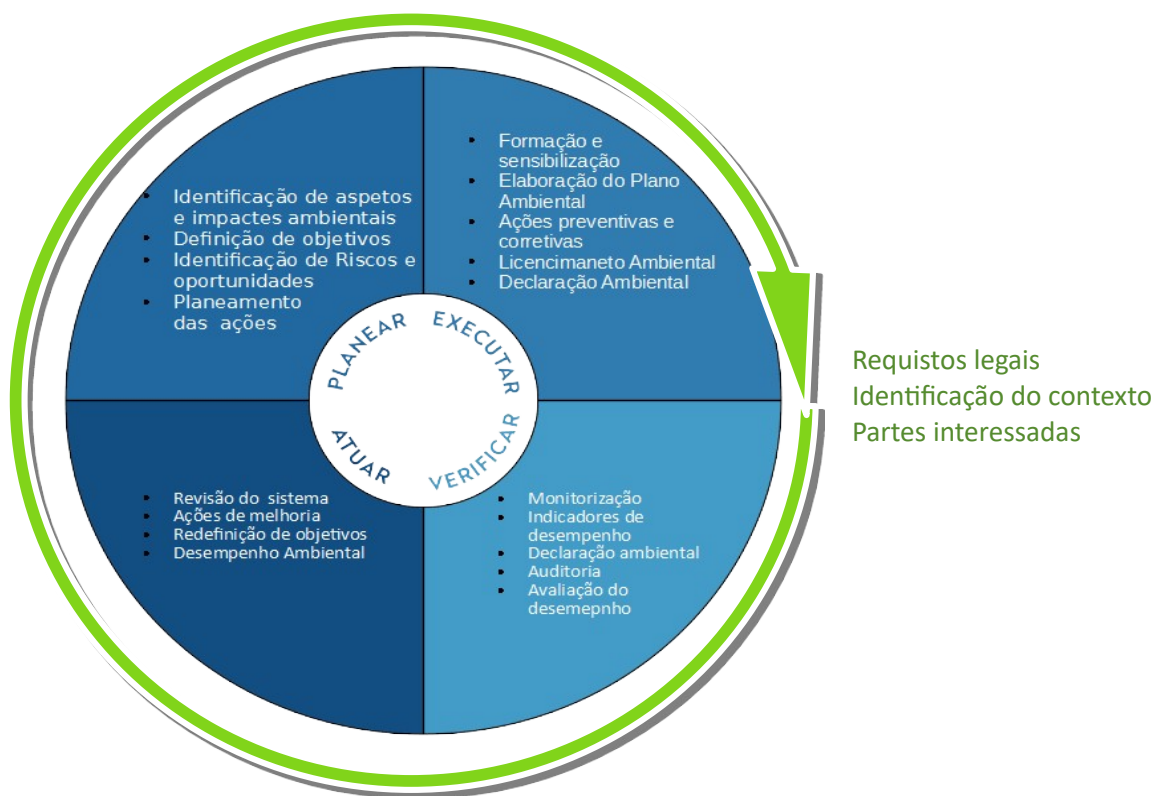 • Identificação de aspetos
e impactes ambientais
• Definição de objetivos
• Identificação de Riscos e
oportunidades
• Planeamento
das ações
• Formação e
sensibilização
• Elaboração do Plano
Ambiental
• Ações preventivas e
corretivas
• Licencimaneto Ambiental
• Declaração Ambiental
PLANEAR
EXECUTAR
VERIFICAR
ATUAR
Requistos legais
Identificação do contexto
Partes interessadas
• Revisão do sistema
• Ações de melhoria
• Redefinição de objetivos
• Desempenho Ambiental
• Monitorização
• Indicadores de
desempenho
• Declaração ambiental
• Auditoria
• Avaliação do
desemepnho